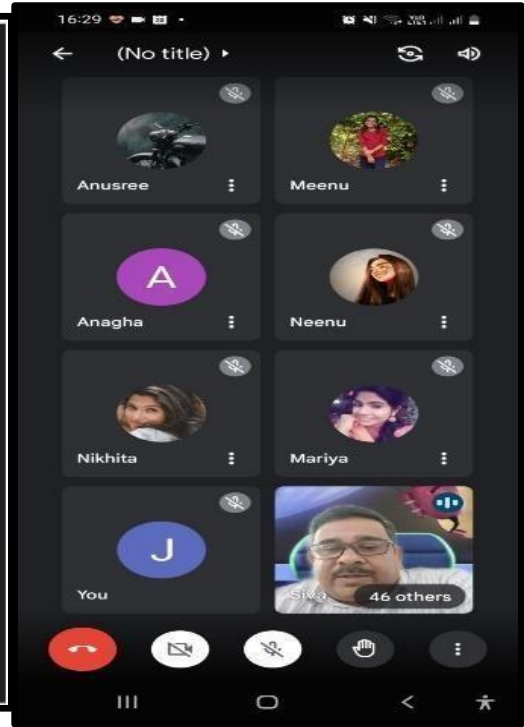 16:29
(No title)
Anusree
Meenu
A
Anagha
Neenu
Nikhita
Mariya
J
You
Siva
46 others